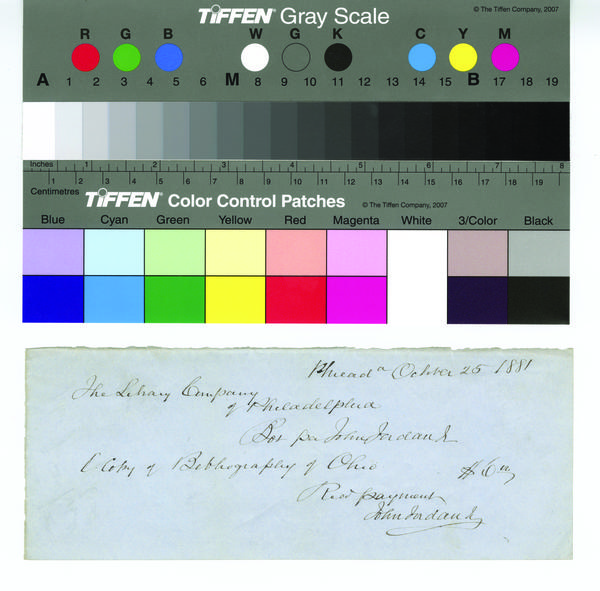 TIFFEN Gray Scale
© The Tiffen Company, 2007
R G B W G K C Y M
A 1 2 3 4 5 6 M 8 9 10 11 12 13 14 15 B 17 18 19
Inches 1 2 3 4 5 6 7 8
Centimetres 1 2 3 4 5 6 7 8 9 10 11 12 13 14 15 16 17 18 19
TIFFEN Color Control Patches © The Tiffen Company, 2007
Blue Cyan Green Yellow Red Magenta White 3/Color Black
Philada October 25 1881
The Library Company
of Philadelphia
Bot per John Jordan Jr
1 Copy of Bibliography of Ohio $6 00
Recd payment
John Jordan Jr